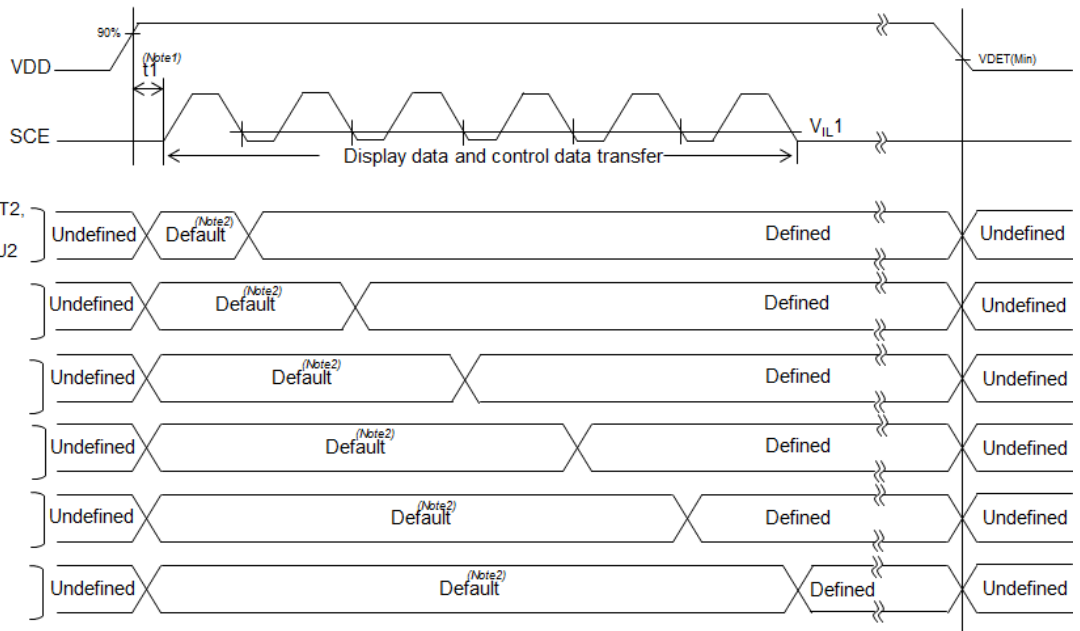 90%
VDD
(Note1)
t1
VDET(Min)
SCE
VIL1
Display data and control data transfer
T2,
J2
Undefined Default(Note2) Defined Undefined
Undefined Default(Note2) Defined Undefined
Undefined Default(Note2) Defined Undefined
Undefined Default(Note2) Defined Undefined
Undefined Default(Note2) Defined Undefined
Undefined Default(Note2) Defined Undefined